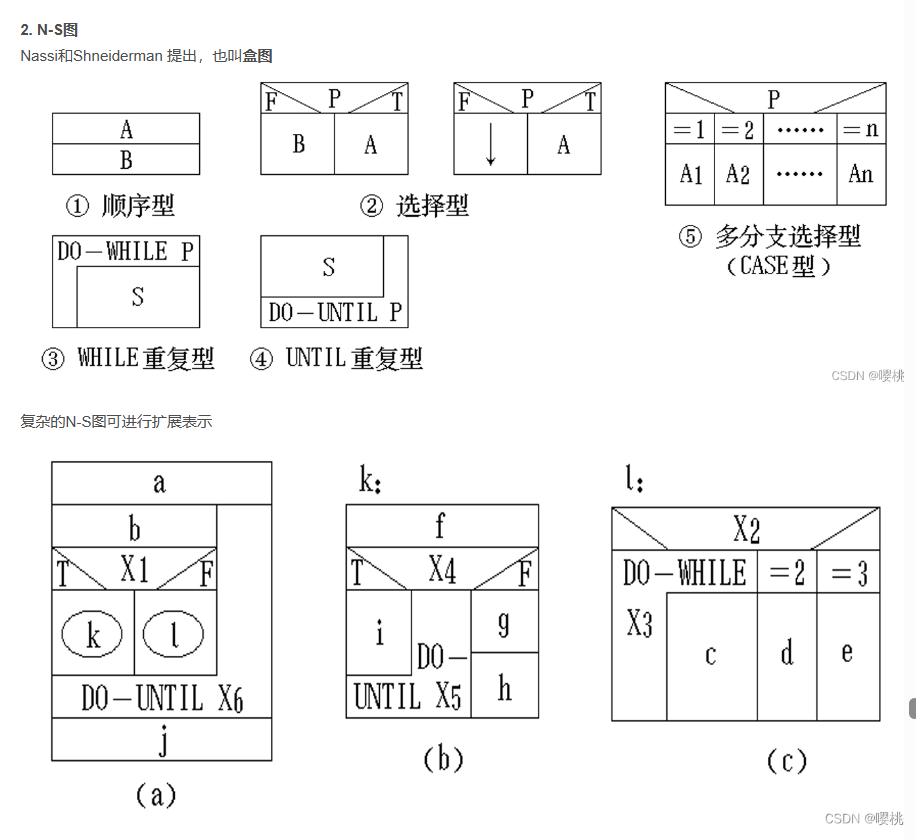 2. N-S图
Nassi和Shneiderman 提出，也叫盒图
A
B
① 顺序型
F P T
B A
F P T
↓ A
② 选择型
P
=1 =2 …… =n
A1 A2 …… An
⑤ 多分支选择型
（CASE型）
DO－WHILE P
S
③ WHILE重复型
S
DO－UNTIL P
④ UNTIL重复型
CSDN @嘤桃
复杂的N-S图可进行扩展表示
a
b
T X1 F
k l
DO－UNTIL X6
j
(a)
k:
f
T X4 F
i
g
DO－
UNTIL X5
h
(b)
l:
X2
DO－WHILE =2 =3
X3
c d e
(c)
CSDN @嘤桃